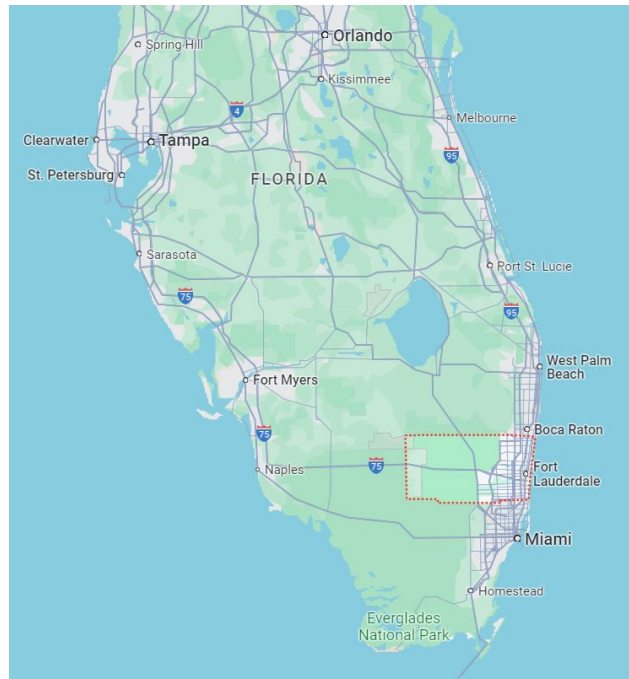 Orlando
Spring Hill
Kissimmee
4
Melbourne
Clearwater
Tampa
95
St. Petersburg
FLORIDA
Sarasota
Port St. Lucie
75
95
West Palm
Beach
Fort Myers
Boca Raton
75
75
Naples
Fort
Lauderdale
Miami
Homestead
Everglades
National Park